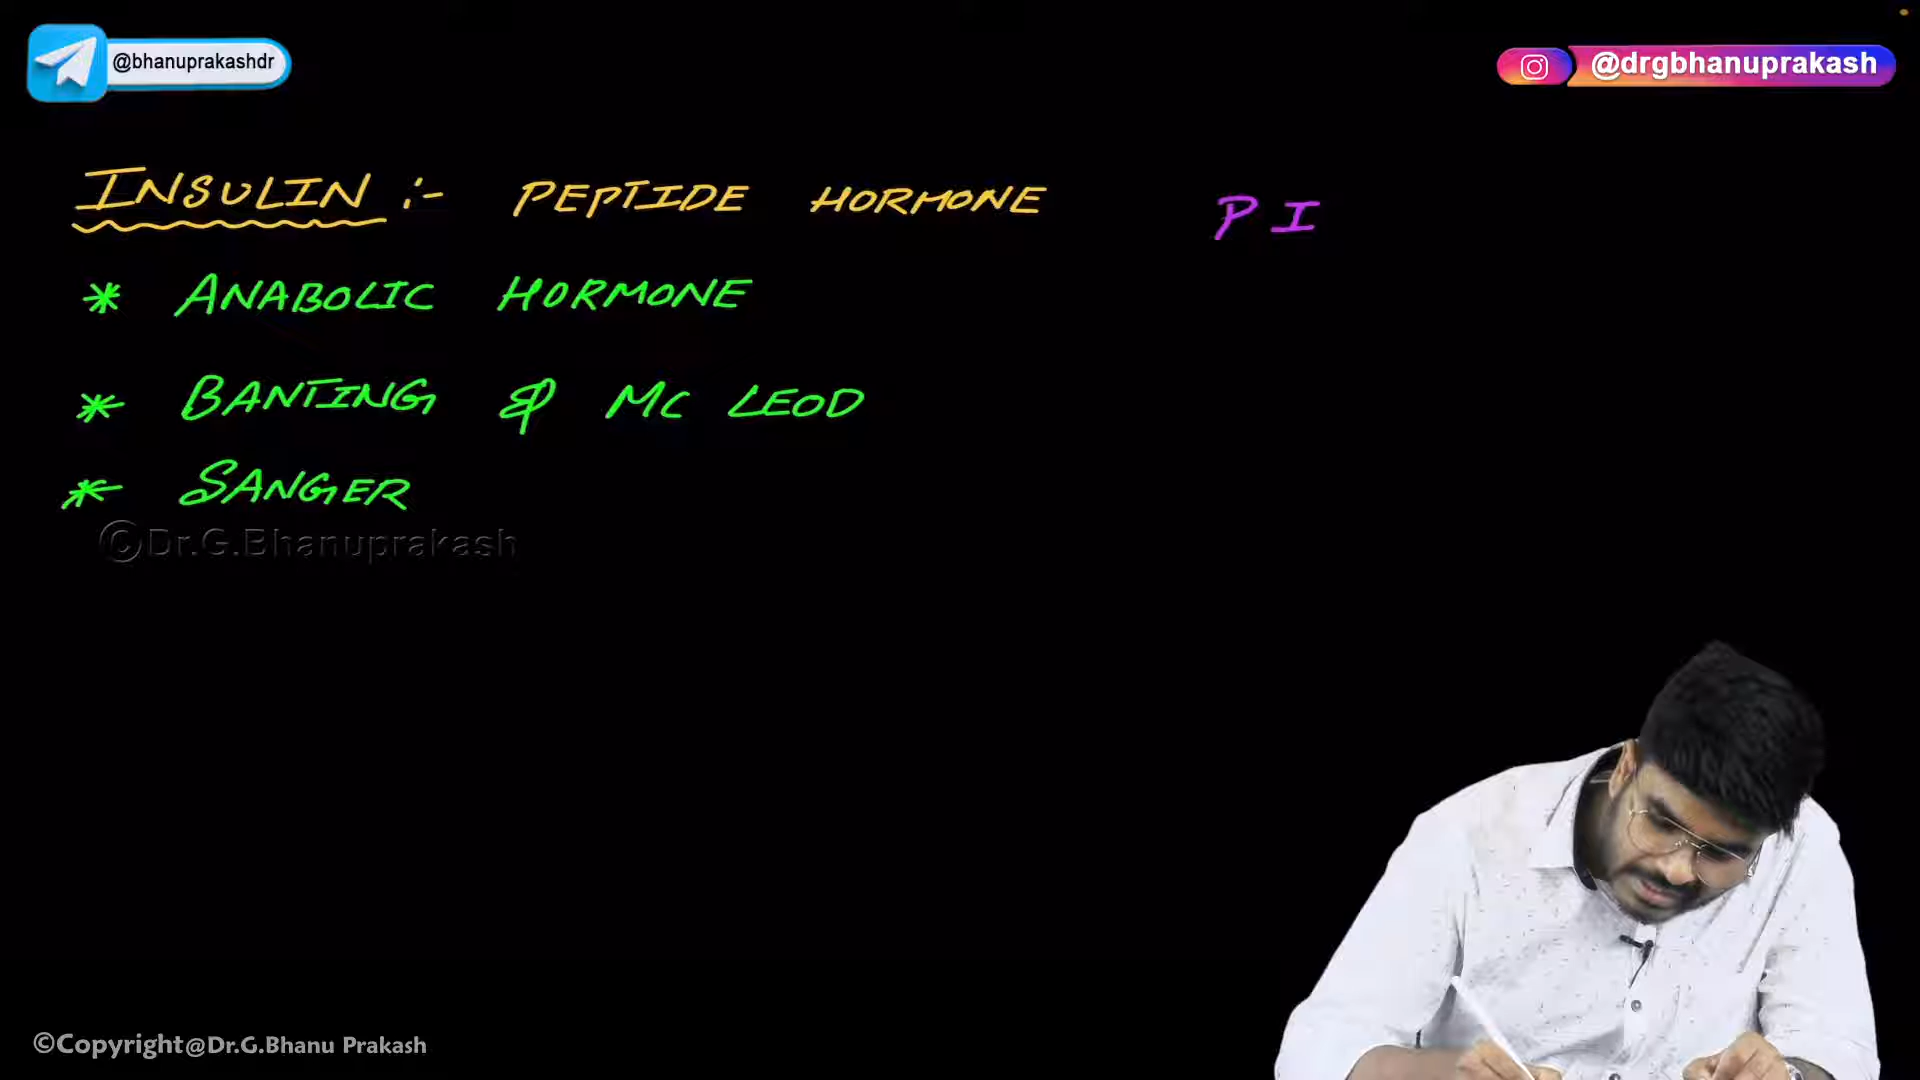 @bhanuprakashdr
@drgbhanuprakash
INSULIN :- PEPTIDE HORMONE
P I
* ANABOLIC HORMONE
* BANTING & MC LEOD
* SANGER
©Dr.G.Bhanuprakash
©Copyright@Dr.G.Bhanu Prakash